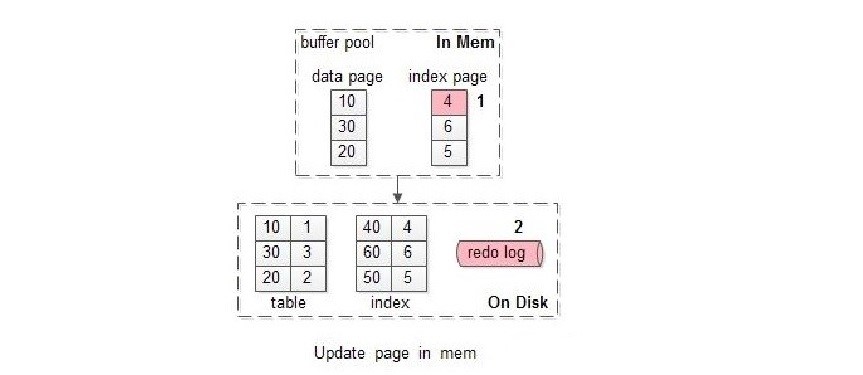 buffer pool In Mem
data page index page
10 4 1
30 6
20 5
10 1 40 4 2
30 3 60 6 redo log
20 2 50 5
table index On Disk
Update page in mem